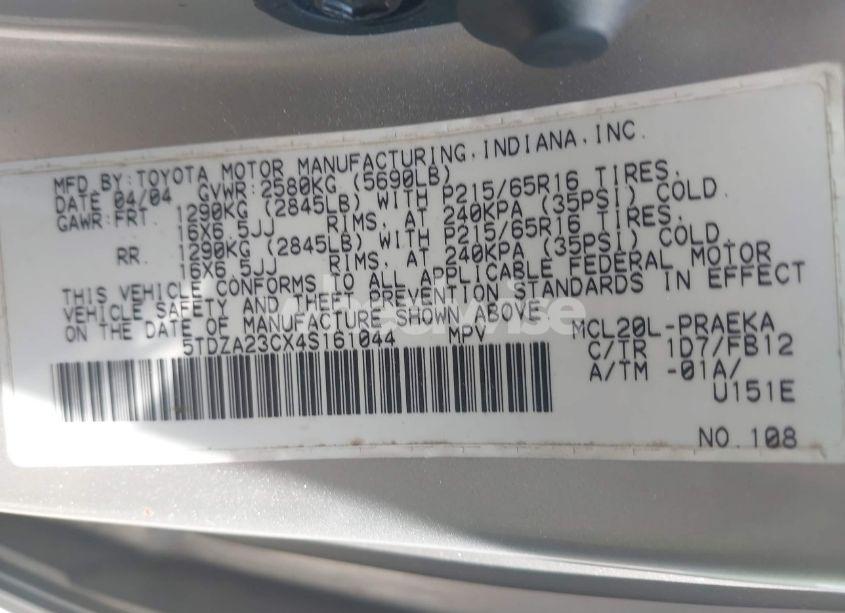 MFD.BY:TOYOTA MOTOR MANUFACTURING,INDIANA,INC.
DATE 04/04 GVWR:2580KG (5690LB)
GAWR:FRT 1290KG (2845LB) WITH P215/65R16 TIRES.
16X6.5JJ RIMS, AT 240KPA (35PSI) COLD.
RR. 1290KG (2845LB) WITH P215/65R16 TIRES.
16X6.5JJ RIMS, AT 240KPA (35PSI) COLD.
THIS VEHICLE CONFORMS TO ALL APPLICABLE FEDERAL MOTOR
VEHICLE SAFETY AND THEFT PREVENTION STANDARDS IN EFFECT
ON THE DATE OF MANUFACTURE SHOWN ABOVE.
5TDZA23CX4S161044 MPV
MCL20L-PRAEKA
C/TR 1D7/FB12
A/TM -01A/
U151E
NO.108